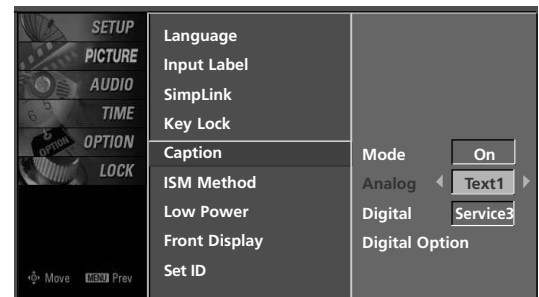 SETUP
PICTURE
AUDIO
TIME
OPTION
LOCK
Move MENU Prev
Language
Input Label
SimpLink
Key Lock
Caption
ISM Method
Low Power
Front Display
Set ID
Mode On
Analog Text1
Digital Service3
Digital Option